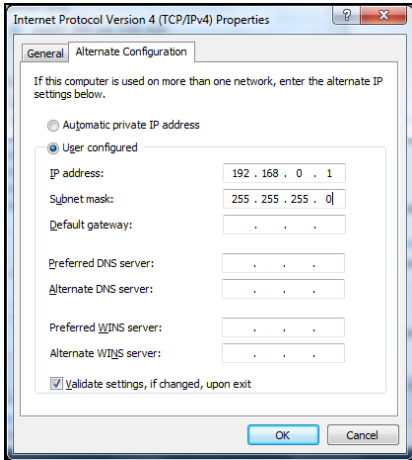 Internet Protocol Version 4 (TCP/IPv4) Properties
? X
General Alternate Configuration
If this computer is used on more than one network, enter the alternate IP
settings below.
Automatic private IP address
User configured
IP address: 192 . 168 . 0 . 1
Subnet mask: 255 . 255 . 255 . 0
Default gateway: . . .
Preferred DNS server: . . .
Alternate DNS server: . . .
Preferred WINS server: . . .
Alternate WINS server: . . .
Validate settings, if changed, upon exit
OK Cancel